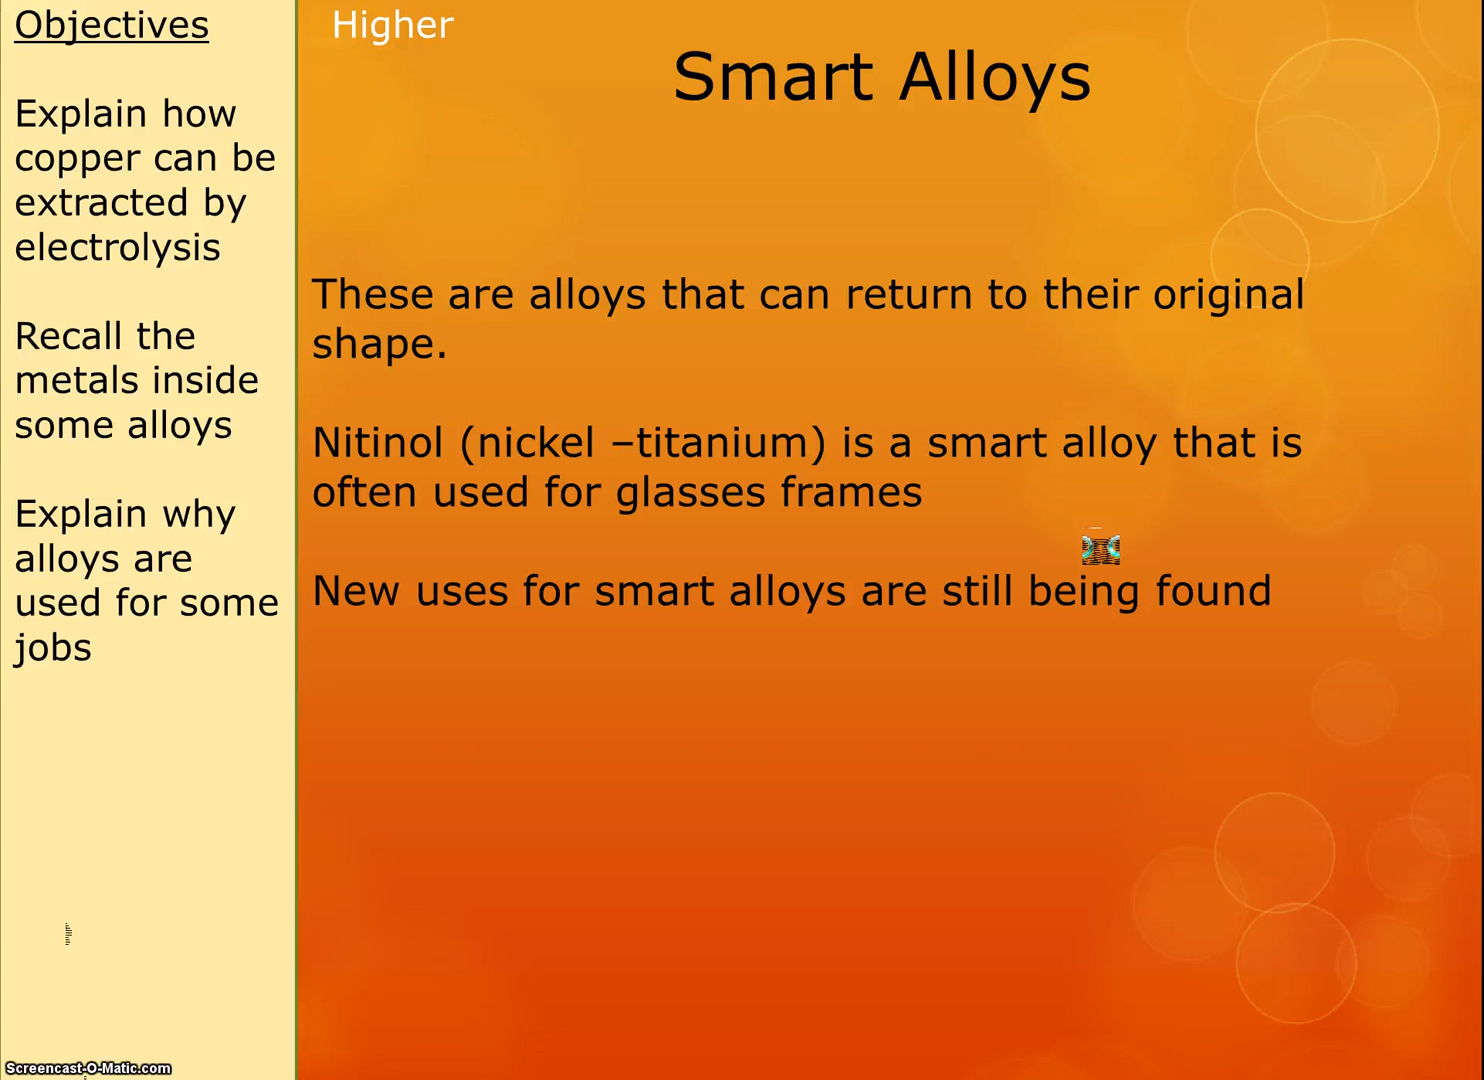 Objectives
Explain how
copper can be
extracted by
electrolysis
Recall the
metals inside
some alloys
Explain why
alloys are
used for some
jobs
Higher
Smart Alloys
These are alloys that can return to their original
shape.
Nitinol (nickel –titanium) is a smart alloy that is
often used for glasses frames
New uses for smart alloys are still being found
Screencast-O-Matic.com